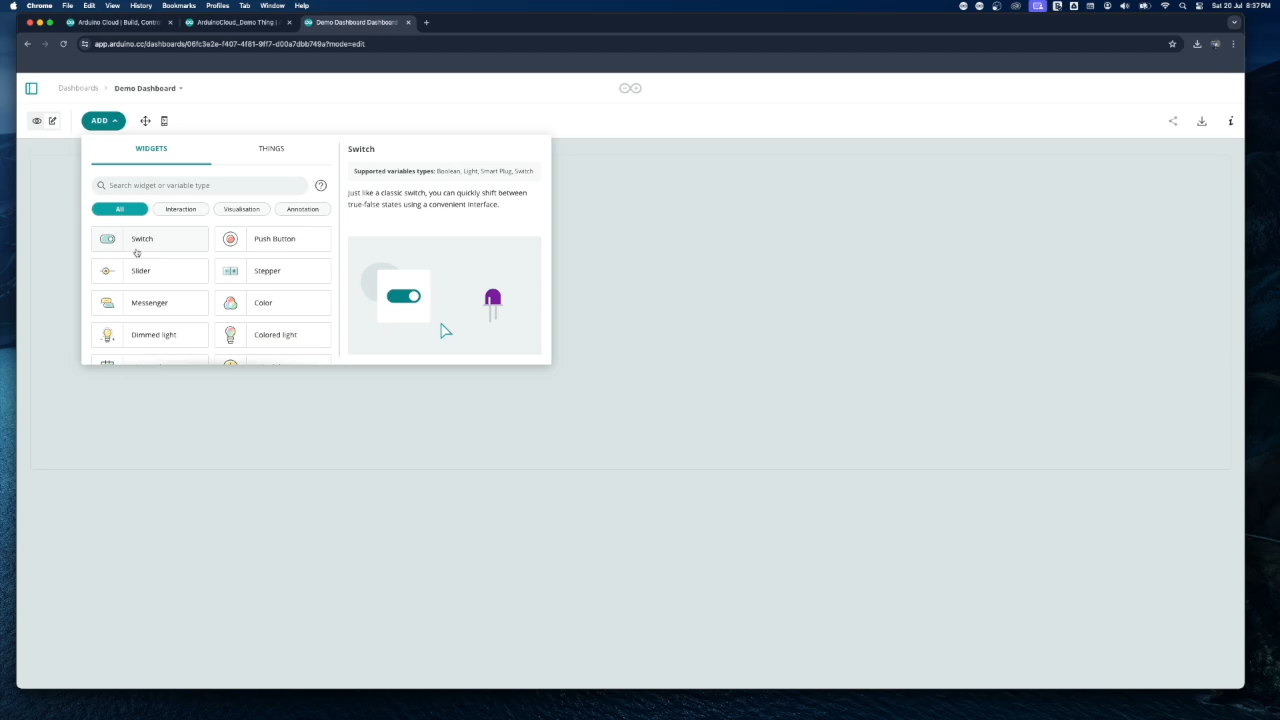 Chrome File Edit View History Bookmarks Profiles Tab Window Help
Sat 20 Jul 8:37PM
Arduino Cloud | Build, Contro
ArduinoCloud_Demo Thing |
Demo Dashboard Dashboard
app.arduino.cc/dashboards/06fc3e2e-f407-4f81-9ff7-d00a7dbb749a?mode=edit
Dashboards > Demo Dashboard
ADD
WIDGETS
THINGS
Search widget or variable type
All
Interaction
Visualisation
Annotation
Switch
Push Button
Slider
Stepper
Messenger
Color
Dimmed light
Colored light
Switch
Supported variables types: Boolean, Light, Smart Plug, Switch
Just like a classic switch, you can quickly shift between
true-false states using a convenient interface.